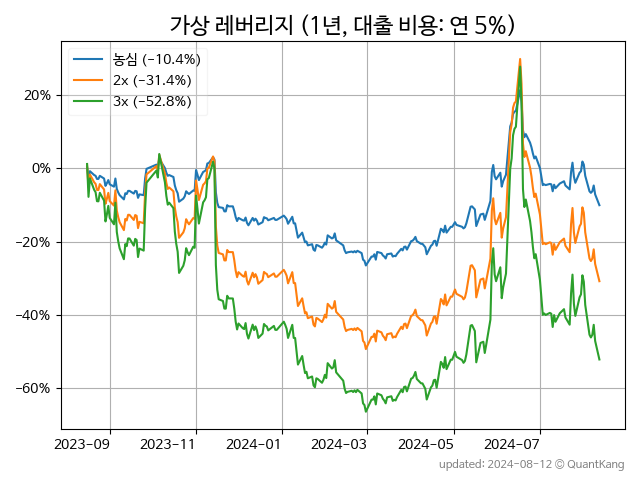 가상 레버리지 (1년, 대출 비용: 연 5%)
농심 (−10.4%)
2x (−31.4%)
3x (−52.8%)
20%
0%
−20%
−40%
−60%
2023−09 2023−11 2024−01 2024−03 2024−05 2024−07
updated: 2024−08−12 © QuantKang